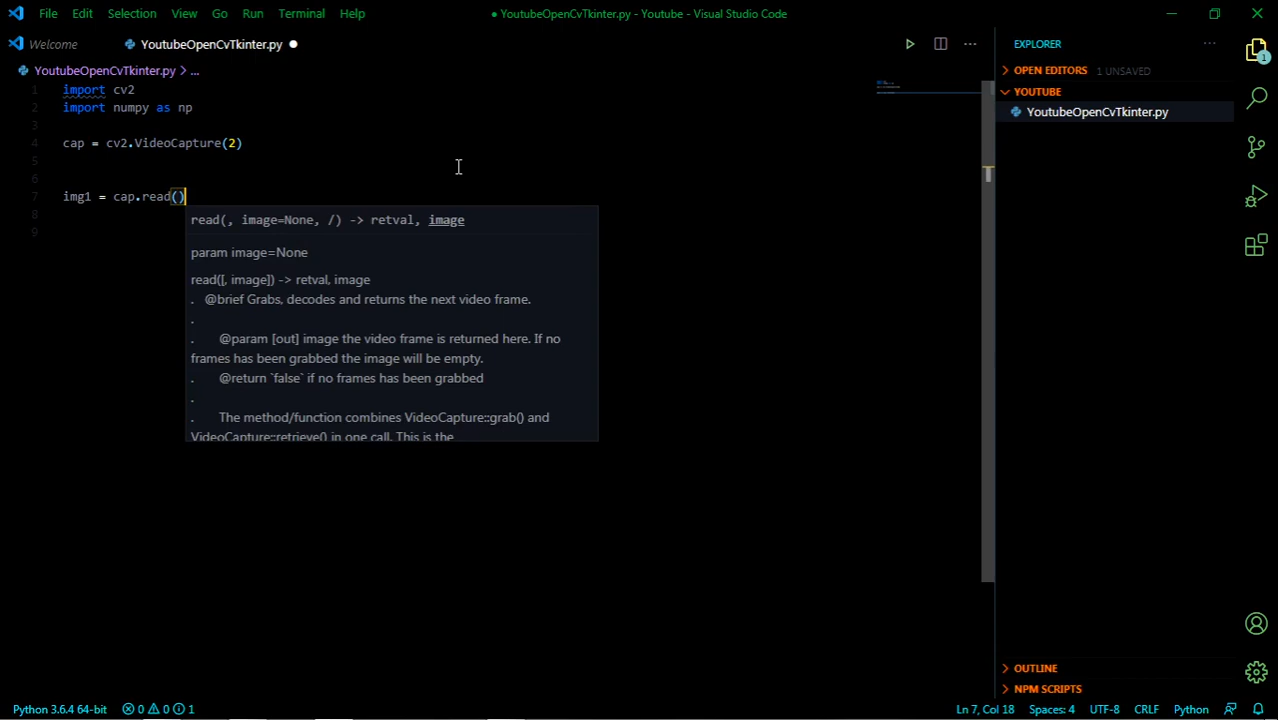 File Edit Selection View Go Run Terminal Help
● YoutubeOpenCvTkinter.py - Youtube - Visual Studio Code
Welcome
YoutubeOpenCvTkinter.py ●
YoutubeOpenCvTkinter.py > ...
1 import cv2
2 import numpy as np
3
4 cap = cv2.VideoCapture(2)
5
6
7 img1 = cap.read()
8
9
read(, image=None, /) -> retval, image
param image=None
read([, image]) -> retval, image
. @brief Grabs, decodes and returns the next video frame.
.
. @param [out] image the video frame is returned here. If no
frames has been grabbed the image will be empty.
. @return `false` if no frames has been grabbed
.
. The method/function combines VideoCapture::grab() and
VideoCapture::retrieve() in one call. This is the
EXPLORER
OPEN EDITORS 1 UNSAVED
YOUTUBE
YoutubeOpenCvTkinter.py
1
OUTLINE
NPM SCRIPTS
Python 3.6.4 64-bit 0 0 1
Ln 7, Col 18 Spaces: 4 UTF-8 CRLF Python